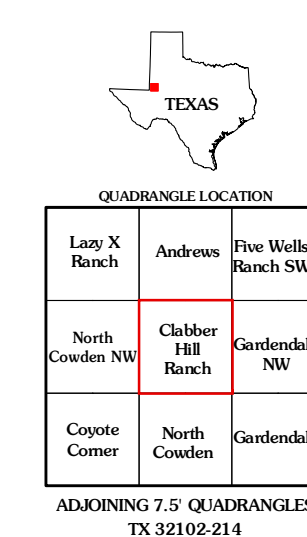 TEXAS
QUADRANGLE LOCATION
Lazy X
Ranch
Andrews
Five Wells
Ranch SW
North
Cowden NW
Clabber
Hill
Ranch
Gardendal
NW
Coyote
Corner
North
Cowden
Gardendal
ADJOINING 7.5' QUADRANGLES
TX 32102-214